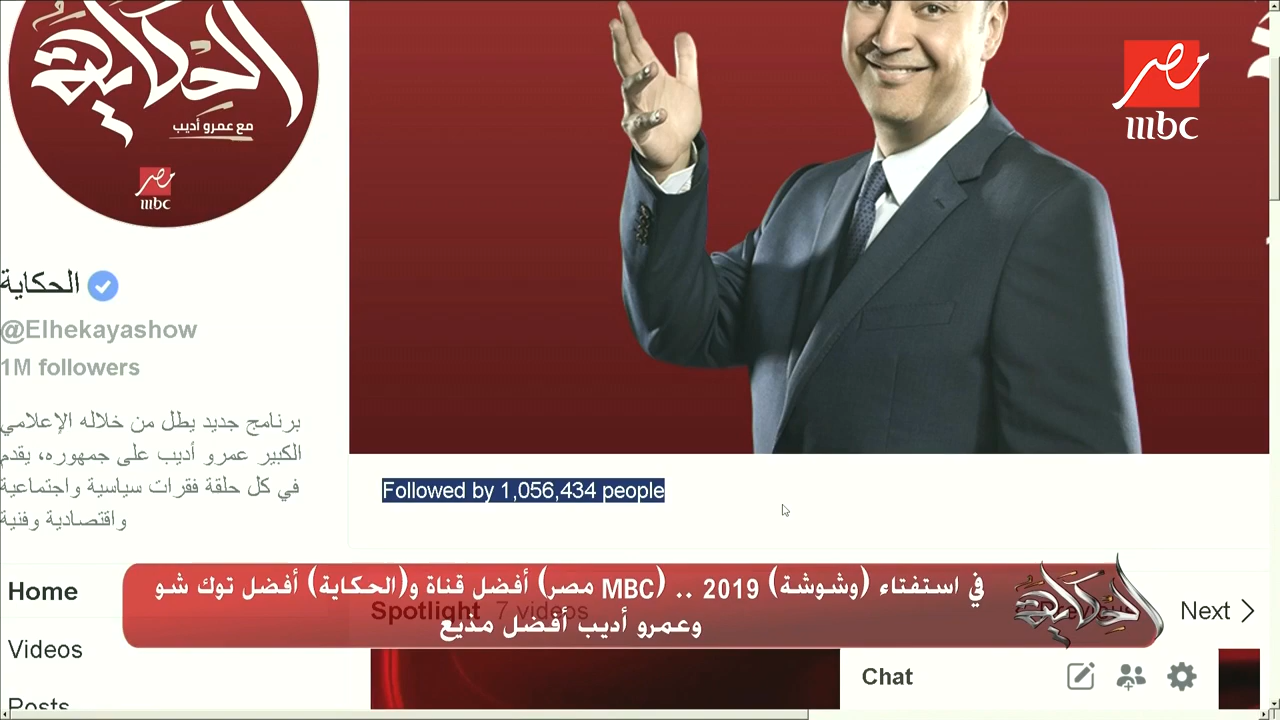 الحكاية
مع عمرو أديب
مصر
mbc
مصر
mbc
الحكاية
@Elhekayashow
1M followers
برنامج جديد يطل من خلاله الإعلامي
الكبير عمرو أديب على جمهوره، يقدم
في كل حلقة فقرات سياسية واجتماعية
واقتصادية وفنية
Home
Videos
Posts
Followed by 1,056,434 people
Spotlight 7 videos
Next
في استفتاء (وشوشة) 2019 .. (MBC مصر) أفضل قناة و(الحكاية) أفضل توك شو
وعمرو أديب أفضل مذيع
الحكاية
Chat